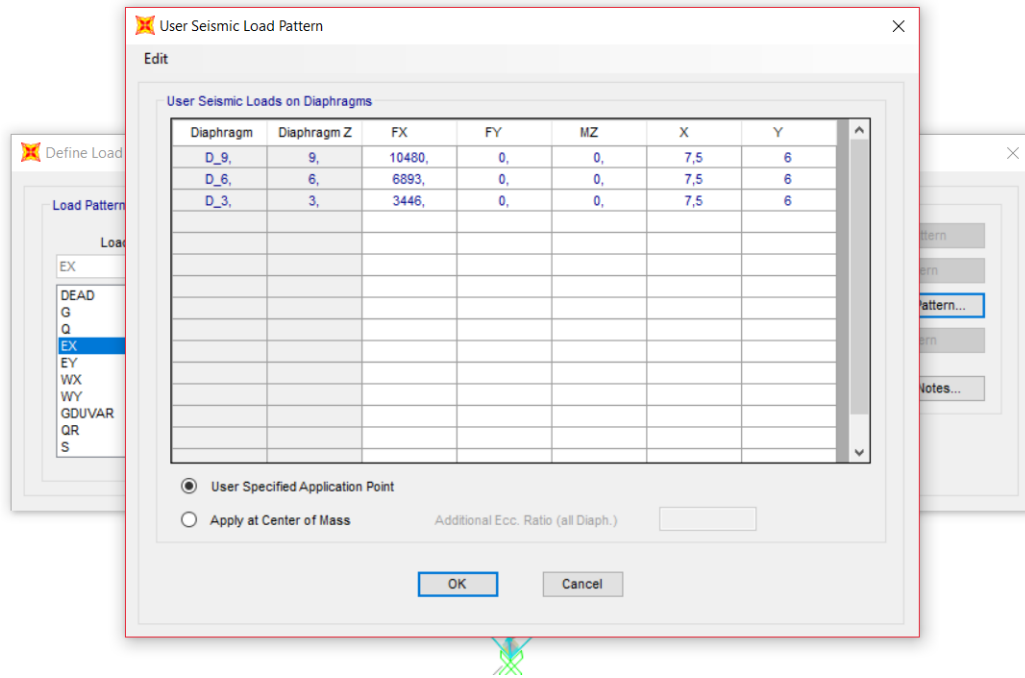 User Seismic Load Pattern
Edit
User Seismic Loads on Diaphragms
Diaphragm Diaphragm Z FX FY MZ X Y
D_9, 9, 10480, 0, 0, 7,5 6
D_6, 6, 6893, 0, 0, 7,5 6
D_3, 3, 3446, 0, 0, 7,5 6
User Specified Application Point
Apply at Center of Mass Additional Ecc. Ratio (all Diaph.)
OK Cancel
Define Load
Load Pattern
EX
DEAD
G
Q
EX
EY
WX
WY
GDUVAR
QR
S
Notes...